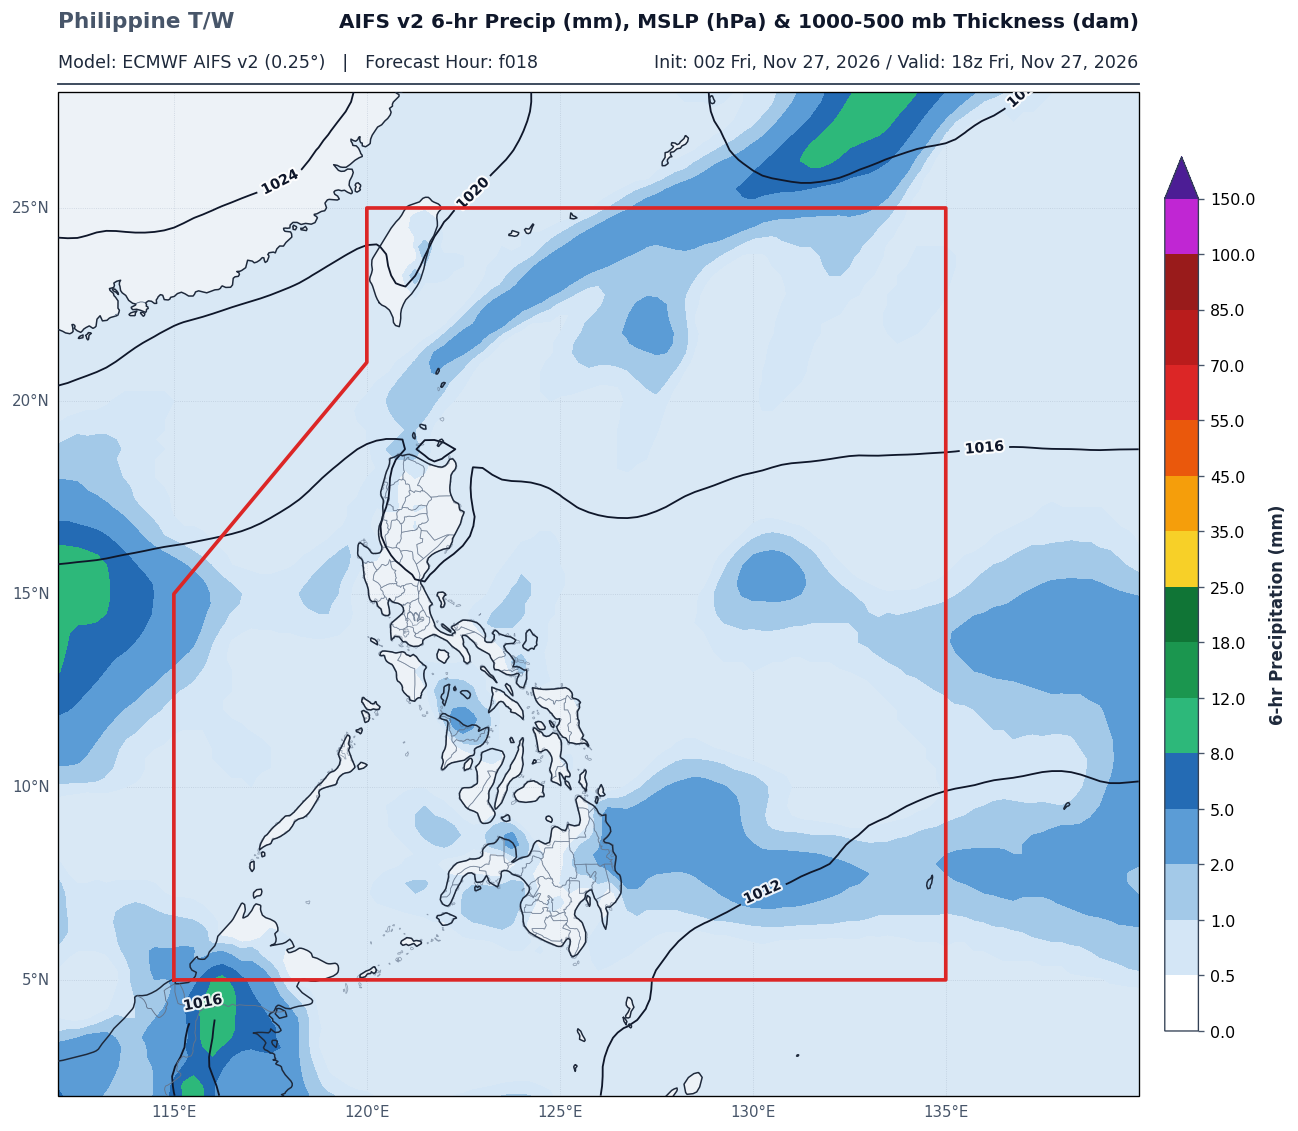 Philippine T/W
AIFS v2 6-hr Precip (mm), MSLP (hPa) & 1000-500 mb Thickness (dam)
Model: ECMWF AIFS v2 (0.25°) | Forecast Hour: f018
Init: 00z Fri, Nov 27, 2026 / Valid: 18z Fri, Nov 27, 2026
1024
1020
1016
1012
1016
25°N
20°N
15°N
10°N
5°N
115°E
120°E
125°E
130°E
135°E
150.0
100.0
85.0
70.0
55.0
45.0
35.0
25.0
18.0
12.0
8.0
5.0
2.0
1.0
0.5
0.0
6-hr Precipitation (mm)